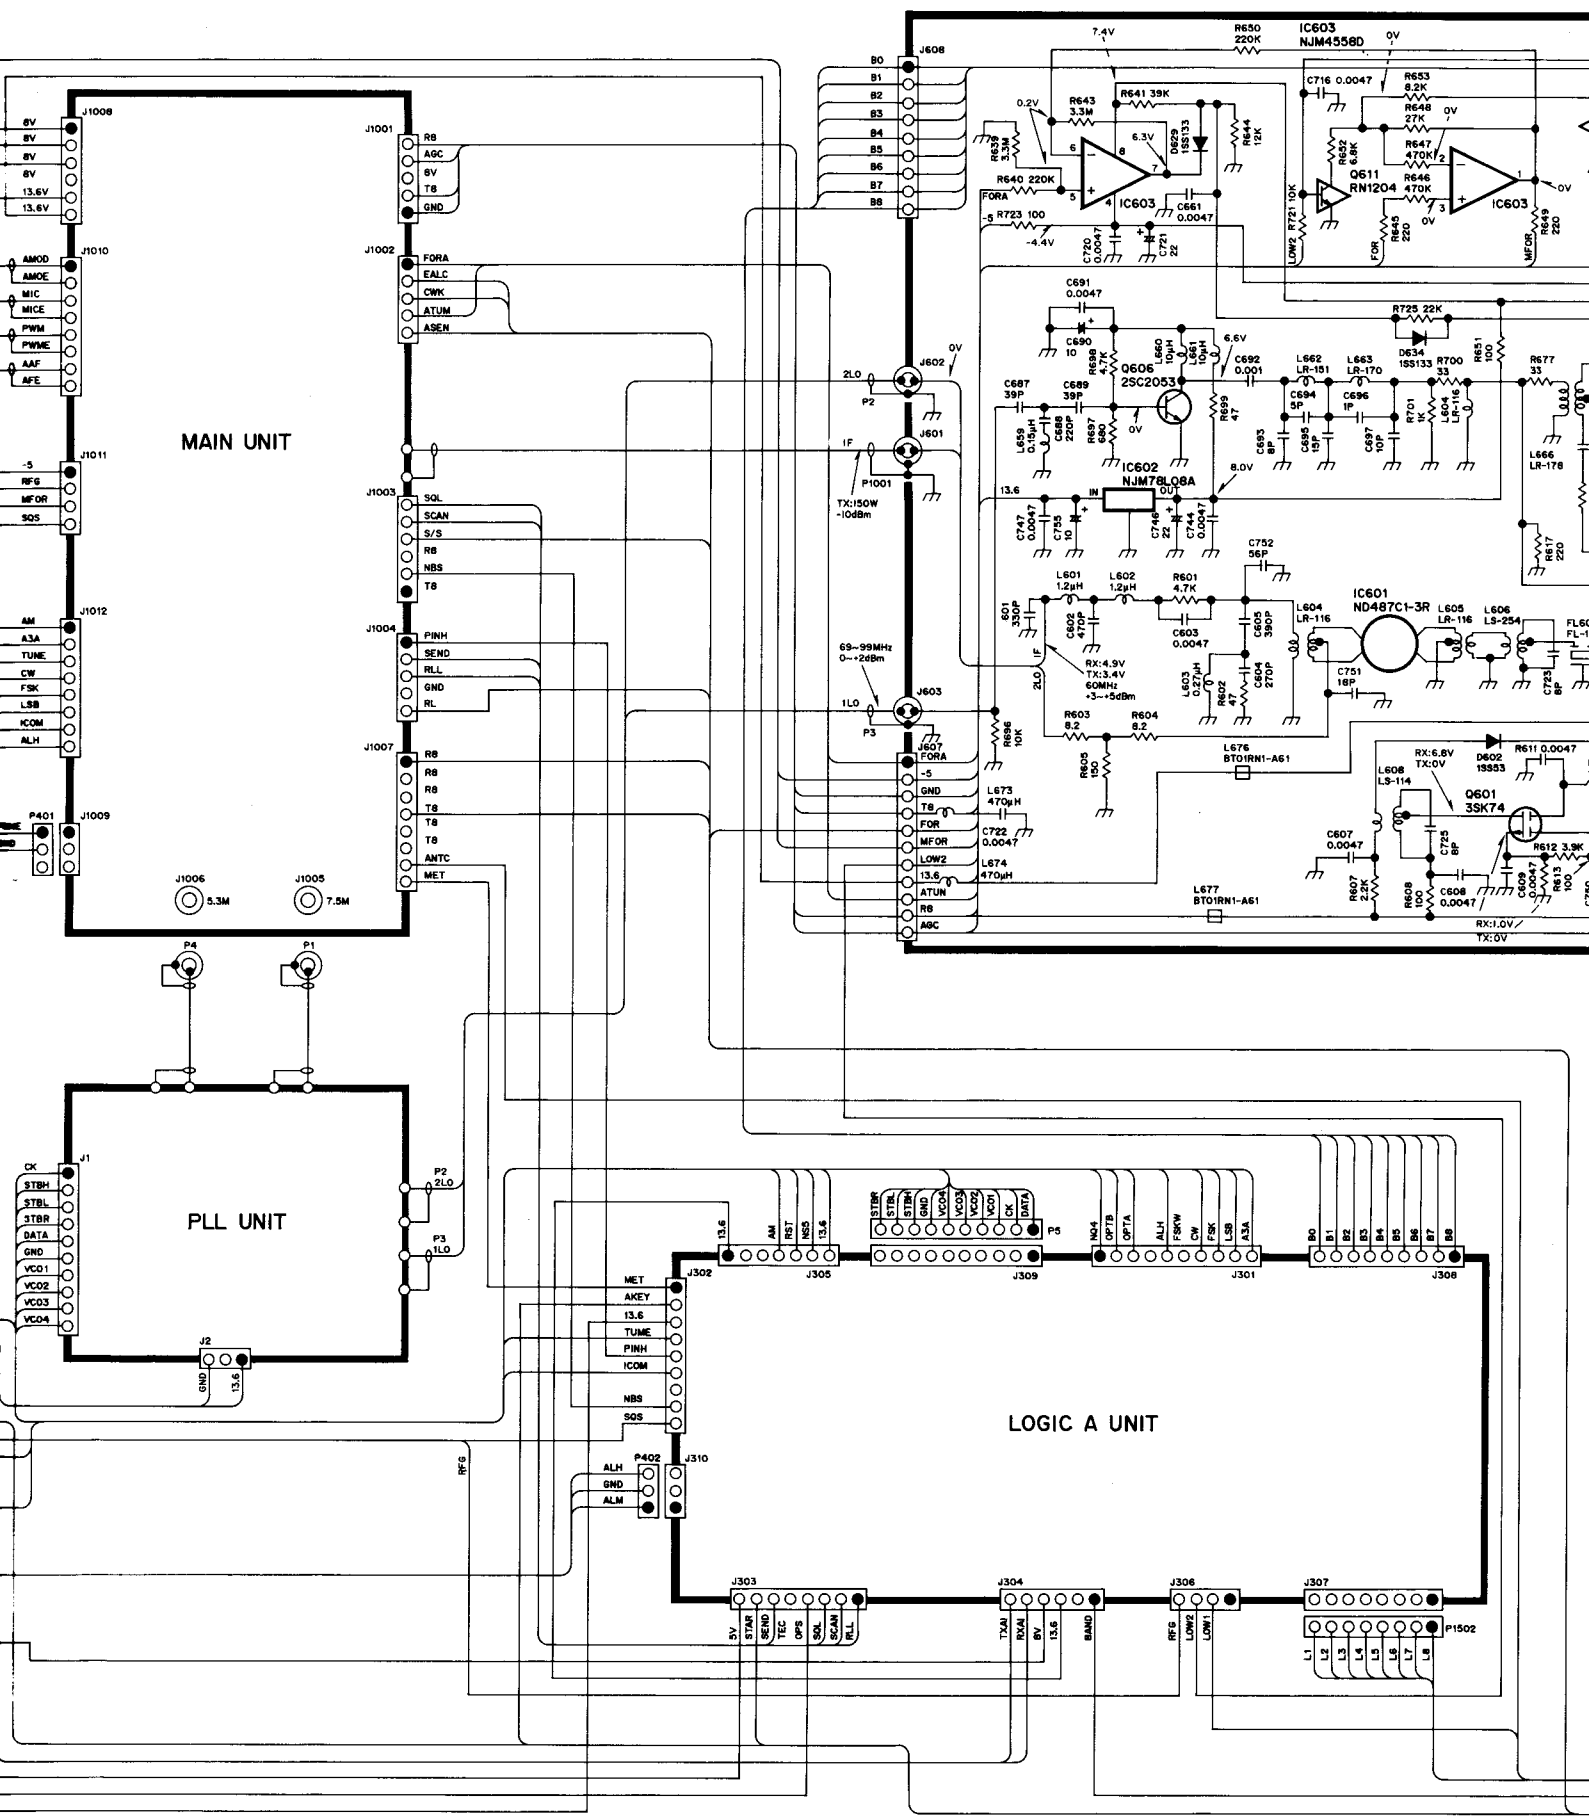 J1008
8V
8V
8V
8V
13.6V
13.6V
J1010
AMOD
AMOE
MIC
MICE
PWM
PWME
AAF
AFE
J1011
-5
RFG
MFOR
SQS
J1012
AM
A3A
TUNE
CW
FSK
LSB
ICOM
ALH
P401
J1009
MAIN UNIT
J1006
5.3M
J1005
7.5M
J1001
R8
AGC
8V
T8
GND
J1002
FORA
EALC
CWK
ATUM
ASEN
J1003
SQL
SCAN
S/S
R8
NBS
T8
J1004
PINH
SEND
RLL
GND
RL
J1007
R8
R8
R8
T8
T8
T8
ANTC
MET
P4
P1
J1
CK
STBH
STBL
STBR
DATA
GND
VCO1
VCO2
VCO3
VCO4
PLL UNIT
P2
2LO
P3
1LO
J2
GND
13.6
RFG
J608
B0
B1
B2
B3
B4
B5
B6
B7
B8
J602
0V
2LO
P2
J601
IF
P1001
TX:150W
-10dBm
69~99MHz
0~+2dBm
1LO
J603
P3
J607
FORA
-5
GND
T8
FOR
MFOR
LOW2
13.6
ATUN
R8
AGC
L673
470µH
C722
0.0047
L674
470µH
7.4V
R650
220K
IC603
NJM4558D
0V
C716 0.0047
R653
8.2K
R648
27K
0V
R647
470K
R646
470K
0V
R641 39K
R643
3.3M
0.2V
R639
3.3M
6.3V
D629
1SS133
R644
12K
R640 220K
FORA
6
5
8
7
4
IC603
C661
0.0047
-5
R723 100
-4.4V
C720
0.0047
C721
22
R652
6.8K
Q611
RN1204
R721 10K
LOW2
R645
220
FOR
2
3
1
IC603
0V
R649
220
MFOR
C691
0.0047
C690
10
R698
4.7K
L660
10µH
L661
10µH
6.6V
Q606
2SC2053
C687
39P
C689
39P
L659
0.15µH
C688
220P
R697
680
0V
R699
47
C692
0.001
L662
LR-151
L663
LR-170
C694
5P
C696
1P
C693
8P
C695
15P
C697
10P
R725 22K
D634
1SS133
R700
33
R701
1K
L604
LR-116
R651
100
R677
33
L666
LR-178
R617
220
IC602
NJM78L08A
IN
OUT
8.0V
13.6
C747
0.0047
C755
10
C746
22
C744
0.0047
C752
56P
L601
1.2µH
L602
1.2µH
R601
4.7K
601
330P
C602
470P
C603
0.0047
C605
390P
IF
2LO
RX:4.9V
TX:3.4V
60MHz
+3~+5dBm
L603
0.27µH
R602
47
C604
270P
L604
LR-116
IC601
ND487C1-3R
L605
LR-116
L606
LS-254
C751
18P
C723
8P
R603
8.2
R604
8.2
R605
150
R696
10K
L676
BT01RN1-A61
L677
BT01RN1-A61
L608
LS-114
RX:6.8V
TX:0V
D602
1SS53
R611 0.0047
Q601
3SK74
C607
0.0047
C725
8P
R607
2.2K
R608
100
C608
0.0047
C609
0.0047
R612 3.9K
R613
100
RX:1.0V
TX:0V
13.6
AM
RST
NSS
13.6
J302
J305
STBR
STBL
STBH
GND
VCO4
VCO3
VCO2
VCO1
CK
DATA
P5
J309
NQ4
OPTB
OPTA
ALH
FSKW
CW
FSK
LSB
A3A
J301
B0
B1
B2
B3
B4
B5
B6
B7
B8
J308
MET
AKEY
13.6
TUME
PINH
ICOM
NBS
SQS
P402
J310
ALH
GND
ALM
LOGIC A UNIT
J303
5V
STAR
SEND
TEC
OPS
SQL
SCAN
RLL
J304
TXAI
RXAI
8V
13.6
BAND
J306
RFG
LOW2
LOW1
J307
P1502
L1
L2
L3
L4
L5
L6
L7
L8